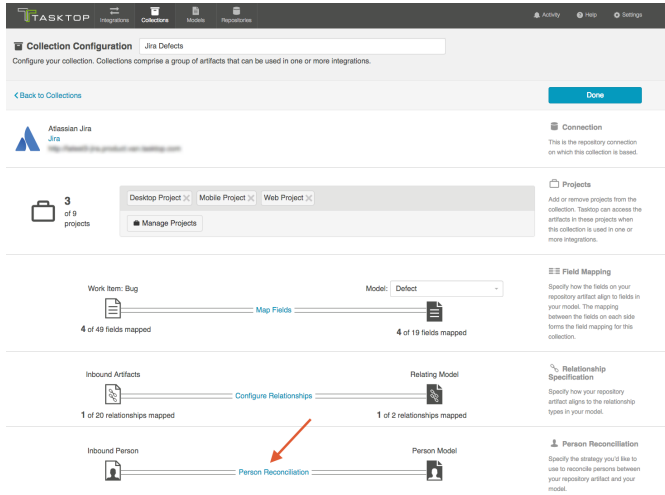 TASKTOP
Integrations
Collections
Models
Repositories
Activity
Help
Settings
Collection Configuration
Jira Defects
Configure your collection. Collections comprise a group of artifacts that can be used in one or more integrations.
Back to Collections
Done
Atlassian Jira
Jira
Connection
This is the repository connection
on which this collection is based.
3
of 9
projects
Desktop Project
Mobile Project
Web Project
Manage Projects
Projects
Add or remove projects from the
collection. Tasktop can access the
artifacts in these projects when
this collection is used in one or
more integrations.
Work Item: Bug
Model:
Defect
Map Fields
4 of 49 fields mapped
4 of 19 fields mapped
Field Mapping
Specify how the fields on your
repository artifact align to fields in
your model. The mapping
between the fields on each side
forms the field mapping for this
collection.
Inbound Artifacts
Relating Model
Configure Relationships
1 of 20 relationships mapped
1 of 2 relationships mapped
Relationship
Specification
Specify how your repository
artifact aligns to the relationship
types in your model.
Inbound Person
Person Model
Person Reconciliation
Person Reconciliation
Specify the strategy you'd like to
use to reconcile persons between
your repository artifact and your
model.